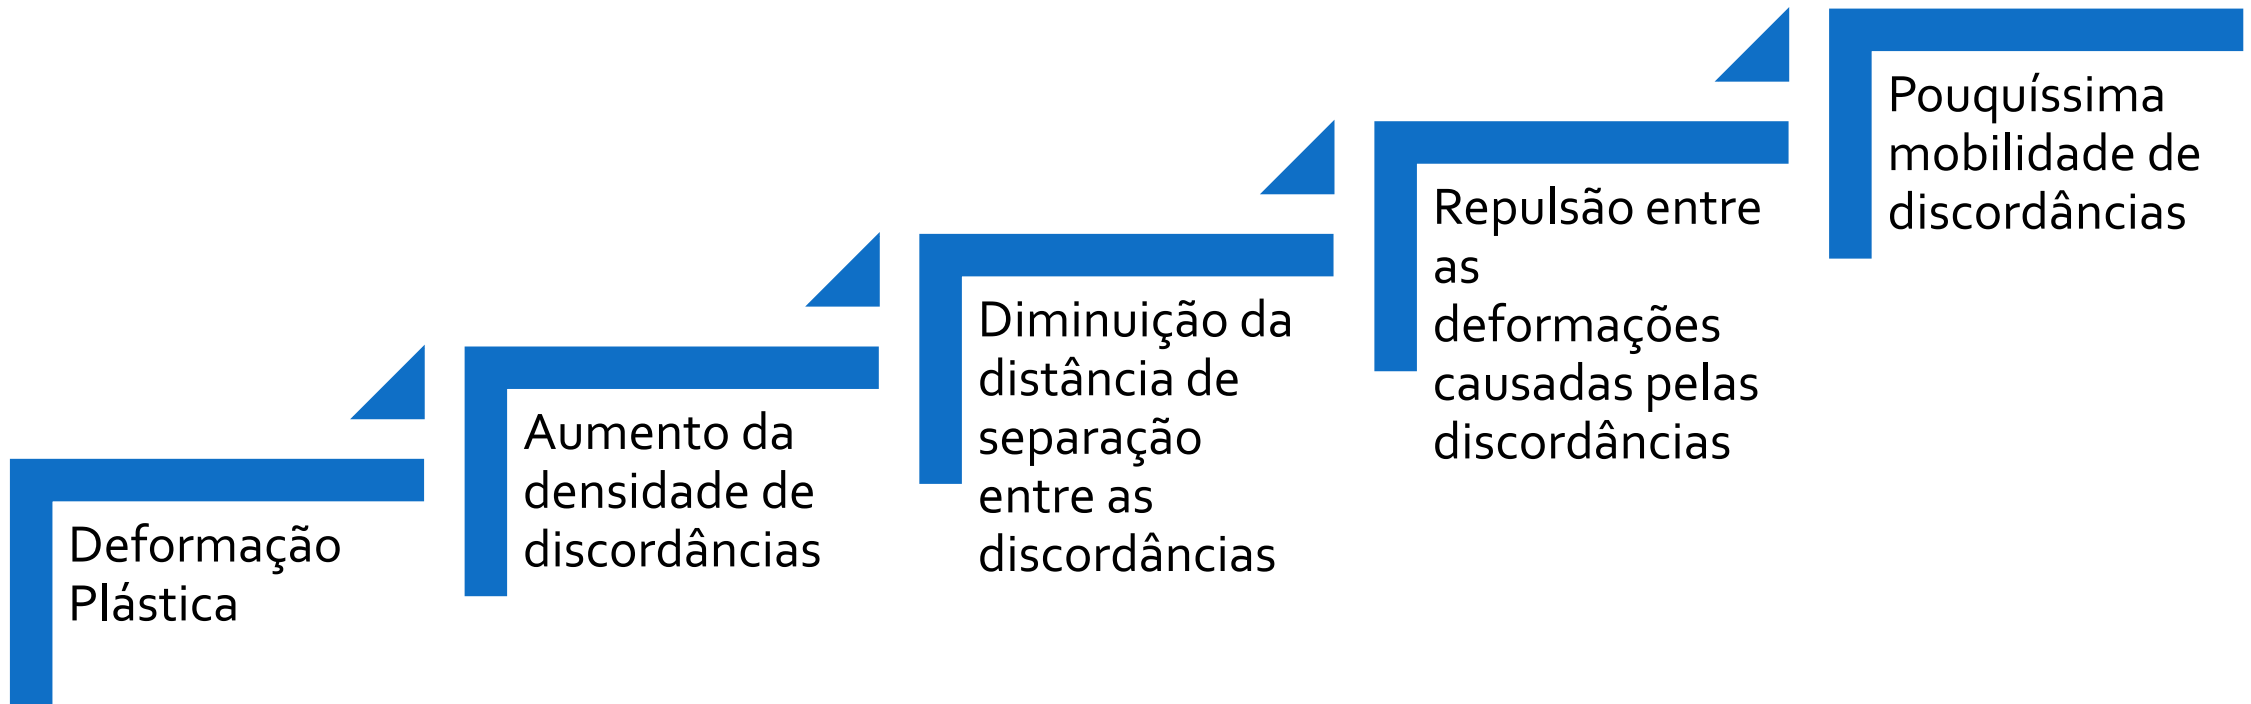 Deformação
Plástica
Aumento da
densidade de
discordâncias
Diminuição da
distância de
separação
entre as
discordâncias
Repulsão entre
as
deformações
causadas pelas
discordâncias
Pouquíssima
mobilidade de
discordâncias